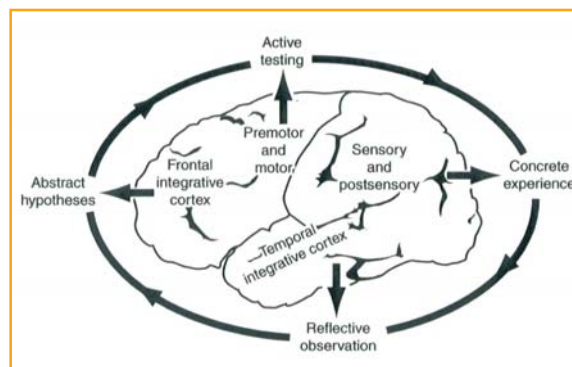 Active
testing
Premotor
and
motor
Frontal
integrative
cortex
Sensory
and
postsensory
Abstract
hypotheses
Concrete
experience
Temporal
integrative cortex
Reflective
observation